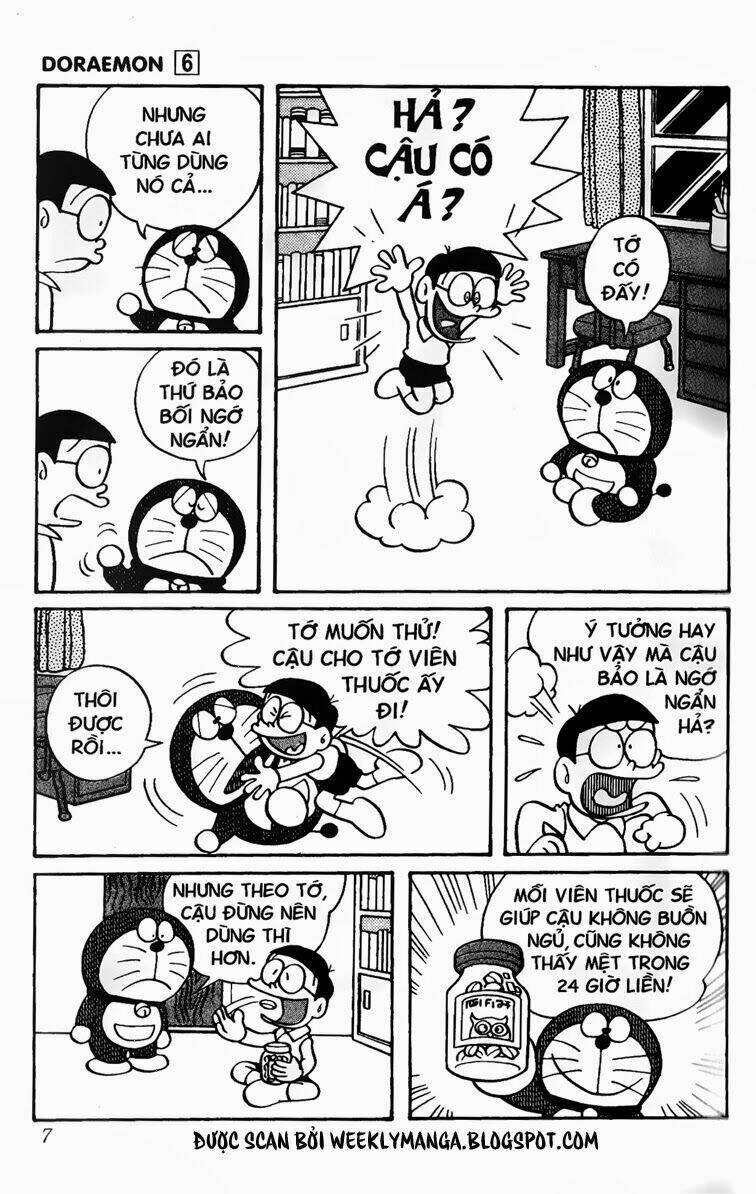 DORAEMON 6
TỚ
CÓ
ĐẤY!
HẢ?
CẬU CÓ
Á?
NHƯNG
CHƯA AI
TỪNG DÙNG
NÓ CẢ...
ĐÓ LÀ
THỨ BẢO
BỐI NGỚ
NGẨN!
Ý TƯỞNG HAY
NHƯ VẬY MÀ CẬU
BẢO LÀ NGỚ
NGẨN
HẢ?
TỚ MUỐN THỬ!
CẬU CHO TỚ VIÊN
THUỐC ẤY
ĐI!
THÔI
ĐƯỢC
RỒI...
MỖI VIÊN THUỐC SẼ
GIÚP CẬU KHÔNG BUỒN
NGỦ, CŨNG KHÔNG
THẤY MỆT TRONG
24 GIỜ LIỀN!
NHƯNG THEO TỚ,
CẬU ĐỪNG NÊN
DÙNG THÌ
HƠN.
7
ĐƯỢC SCAN BỞI WEEKLYMANGA.BLOGSPOT.COM